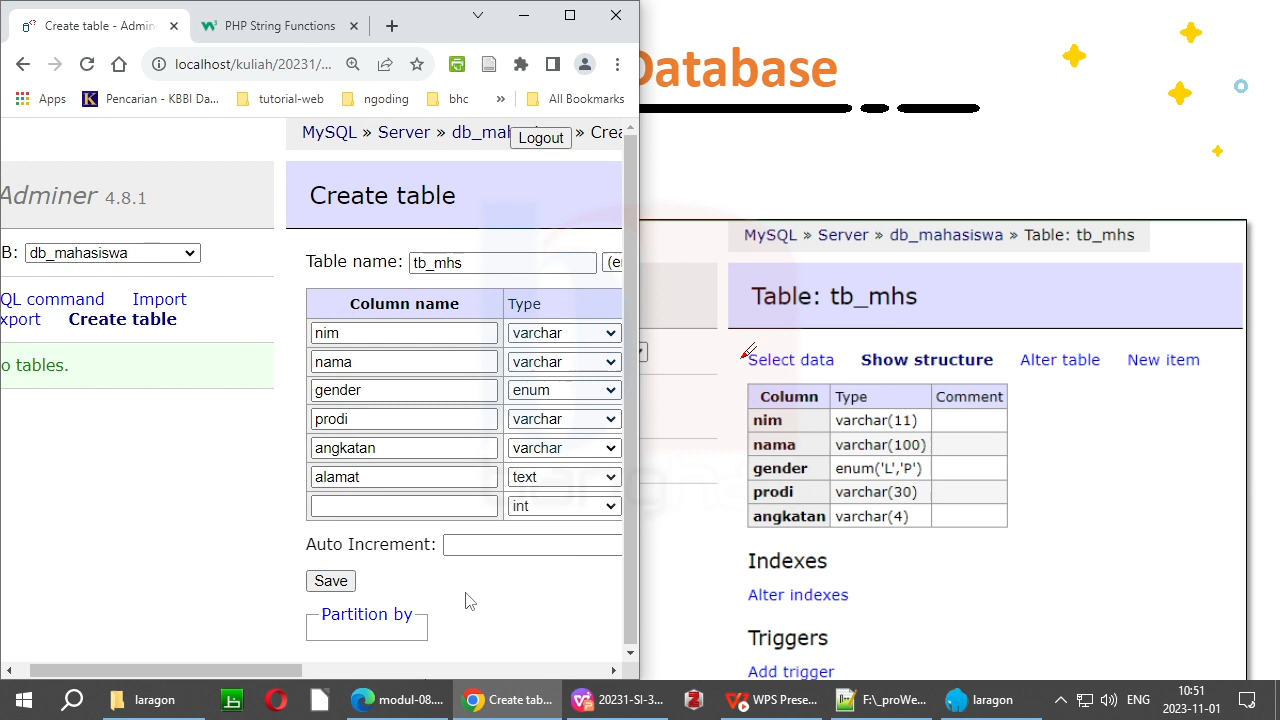 Create table - Admine
PHP String Functions
localhost/kuliah/20231/...
Apps
Pencarian - KBBI Da...
tutorial-web
ngoding
bhs
»
All Bookmarks
MySQL » Server » db_mah » Crea
Logout
Adminer 4.8.1
Create table
B: db_mahasiswa
QL command Import
xport Create table
o tables.
Table name: tb_mhs (en
Column name Type
nim varchar
nama varchar
gender enum
prodi varchar
angkatan varchar
alamat text
int
Auto Increment:
Save
Partition by
Database
MySQL » Server » db_mahasiswa » Table: tb_mhs
Table: tb_mhs
Select data Show structure Alter table New item
Column Type Comment
nim varchar(11)
nama varchar(100)
gender enum('L','P')
prodi varchar(30)
angkatan varchar(4)
Indexes
Alter indexes
Triggers
Add trigger
laragon
modul-08....
Create tab...
20231-SI-3...
WPS Prese...
F:\_proWe...
laragon
ENG
10:51
2023-11-01